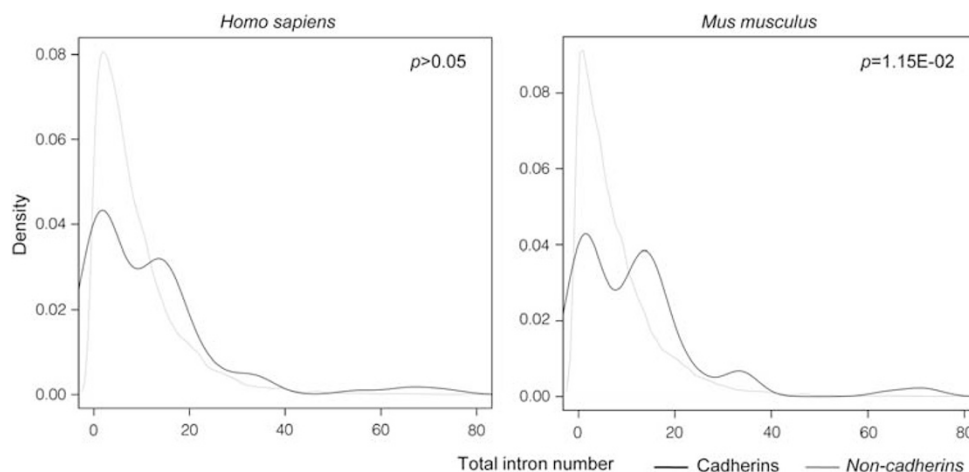 Homo sapiens
Mus musculus
p>0.05
p=1.15E-02
Density
0.08
0.06
0.04
0.02
0.00
0 20 40 60 80
0.08
0.06
0.04
0.02
0.00
0 20 40 60 80
Total intron number
Cadherins
Non-cadherins